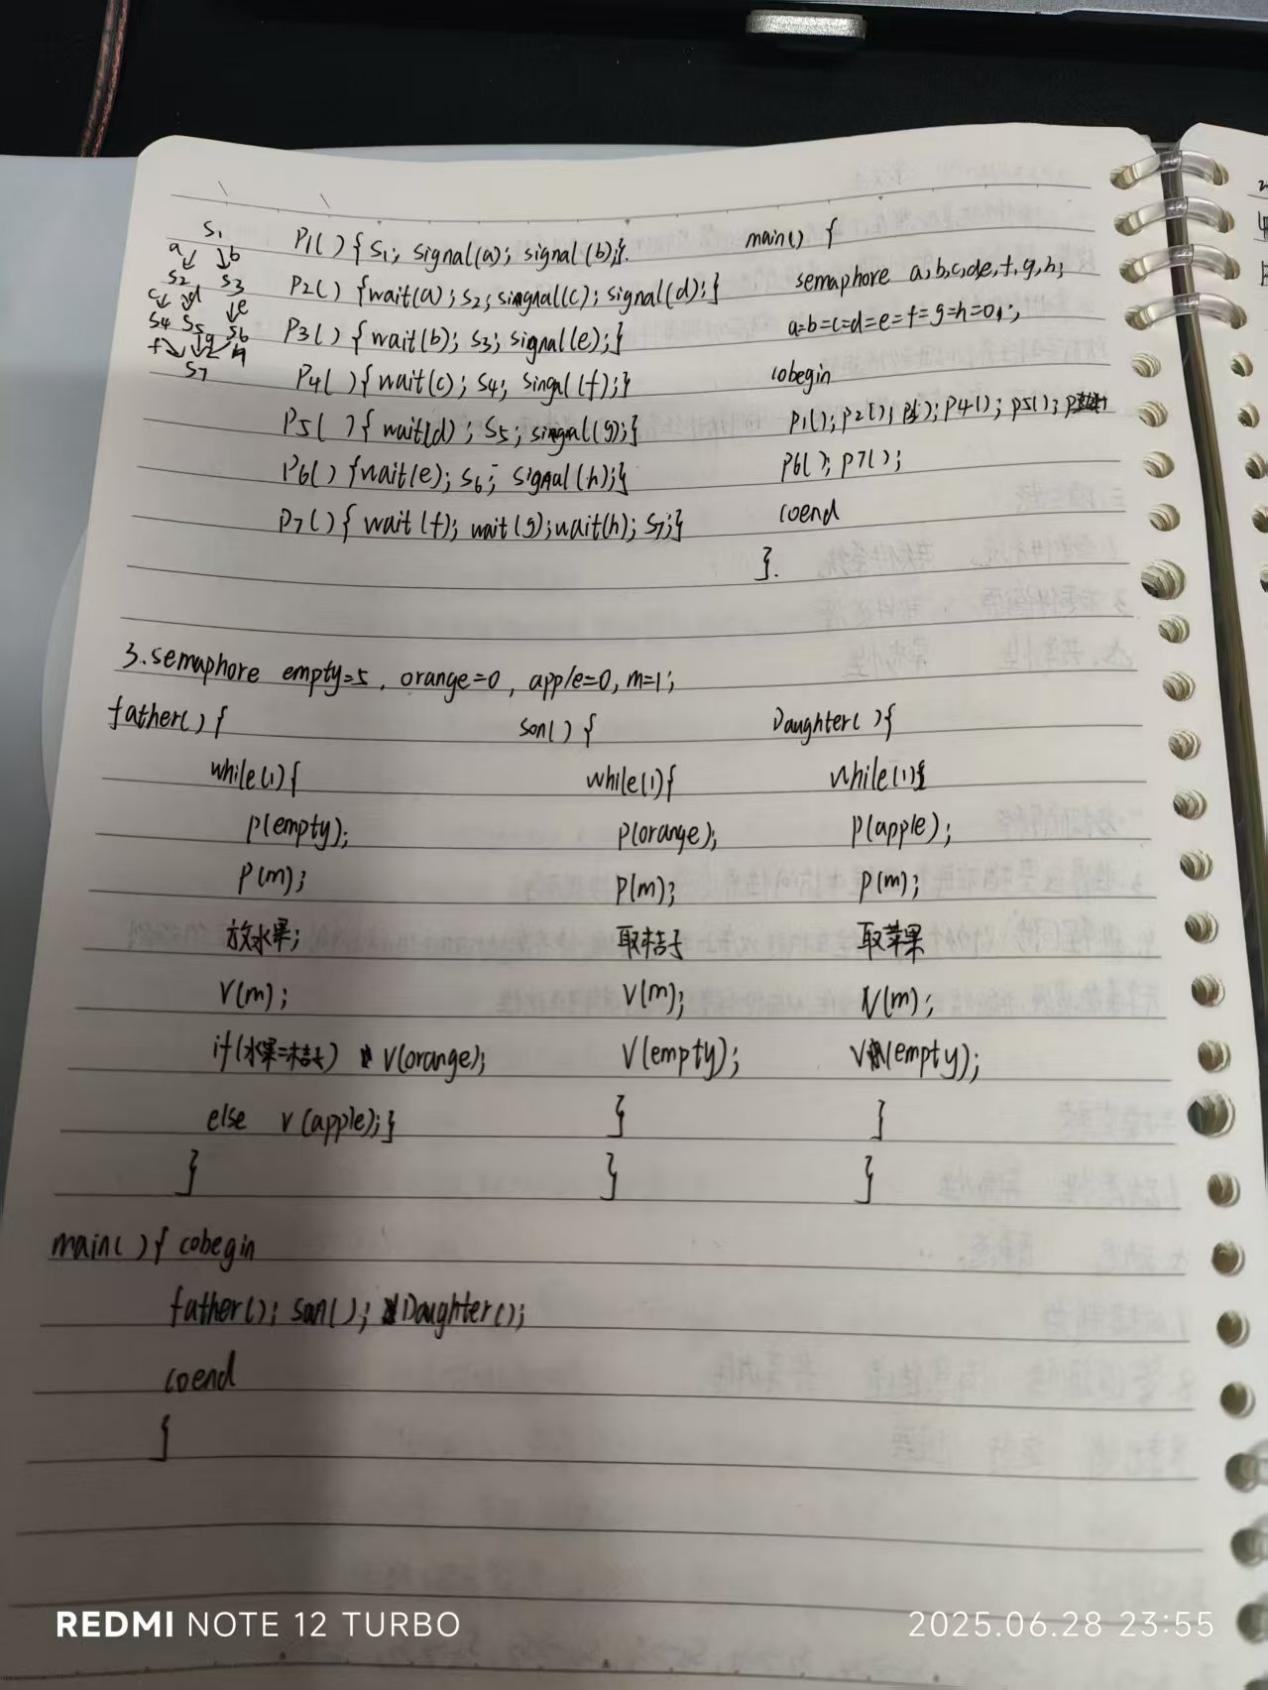 S₁
a b
S2 S3
c d e
S4 S5 S6
f g h
S7
P1( ) { S1; signal(a); signal(b);}.
P2( ) {wait(a); S2; singnal(c); signal(d);}
P3( ) {wait(b); S3; signal(e);}
P4( ) {wait(c); S4; singal(f);}
P5( ) { wait(d); S5; singnal(g);}
P6( ) {wait(e); S6; signal(h);}
P7( ) { wait(f); wait(g); wait(h); S7;}
main( ) {
semaphore a,b,c,d,e,f,g,h;
a=b=c=d=e=f=g=h=0;
cobegin
P1( ); P2( ); P3( ); P4( ); P5( );
P6( ); P7( );
coend
}.
3. semaphore empty=5, orange=0, apple=0, m=1;
father( ) {
while(1){
P(empty);
P(m);
放水果;
V(m);
if(水果=桔子) V(orange);
else V(apple);}
}
son( ) {
while(1){
P(orange);
P(m);
取桔子
V(m);
V(empty);
}
}
Daughter( ){
while(1){
P(apple);
P(m);
取苹果
V(m);
V(empty);
}
}
main( ) { cobegin
father( ); son( ); Daughter( );
coend
}
REDMI NOTE 12 TURBO
2025.06.28 23:55